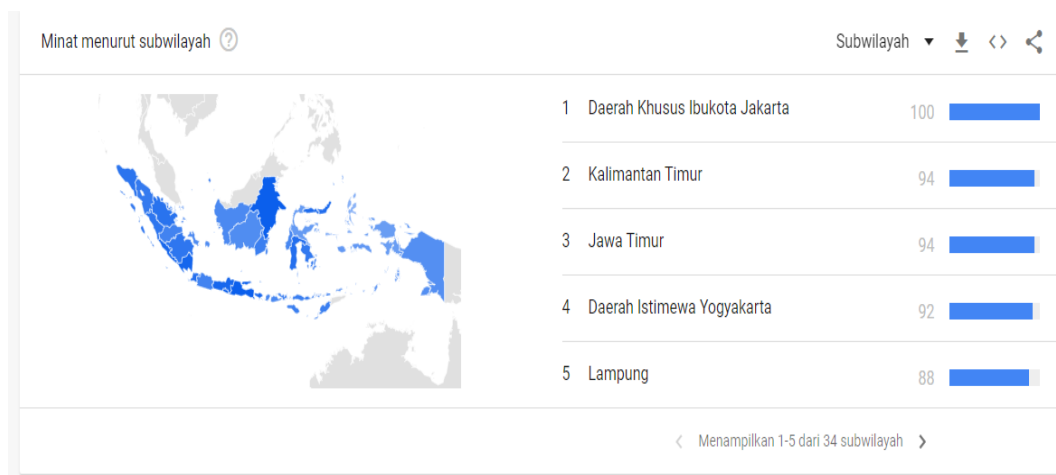 Minat menurut subwilayah ?
Subwilayah
1 Daerah Khusus Ibukota Jakarta 100
2 Kalimantan Timur 94
3 Jawa Timur 94
4 Daerah Istimewa Yogyakarta 92
5 Lampung 88
Menampilkan 1-5 dari 34 subwilayah